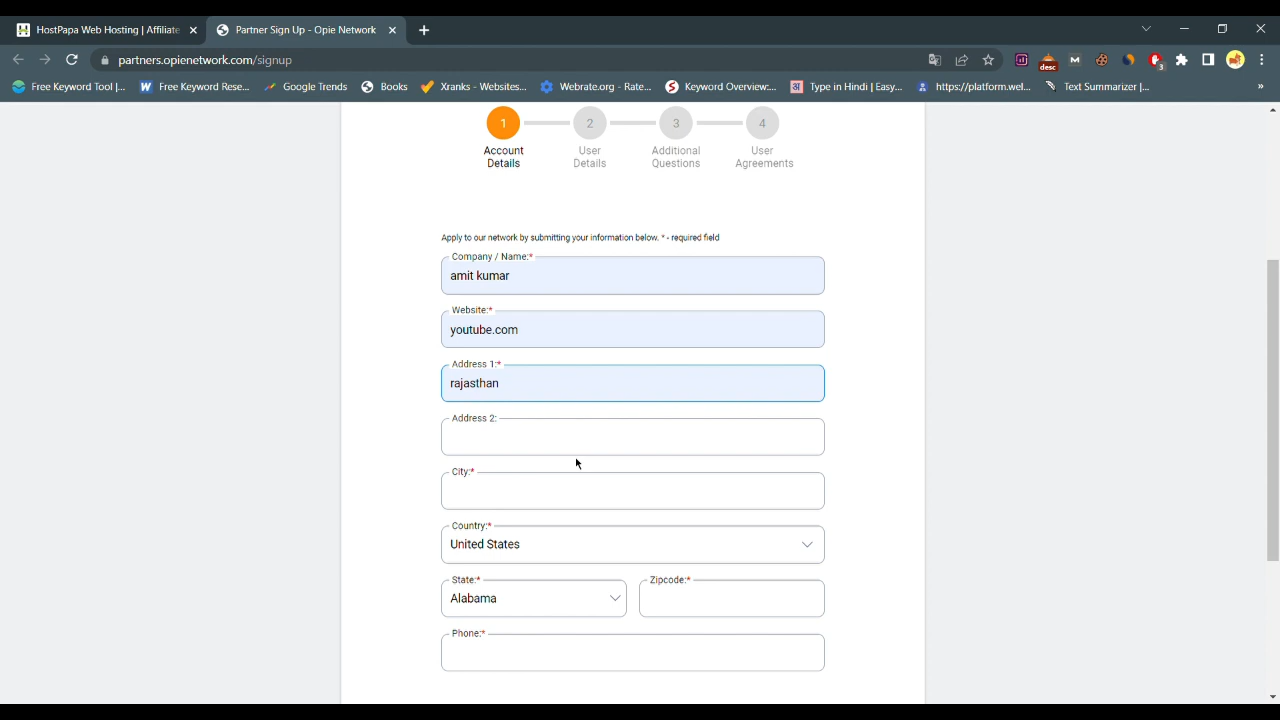 HostPapa Web Hosting | Affiliate
Partner Sign Up - Opie Network
partners.opienetwork.com/signup
desc
M
3
Free Keyword Tool |...
W Free Keyword Rese...
Google Trends
Books
Xranks - Websites...
Webrate.org - Rate...
Keyword Overview:...
अ Type in Hindi | Easy...
https://platform.wel...
Text Summarizer |...
»
1
2
3
4
Account Details
User Details
Additional Questions
User Agreements
Apply to our network by submitting your information below. * - required field
Company / Name:*
amit kumar
Website:*
youtube.com
Address 1:*
rajasthan
Address 2:
City:*
Country:*
United States
State:*
Alabama
Zipcode:*
Phone:*